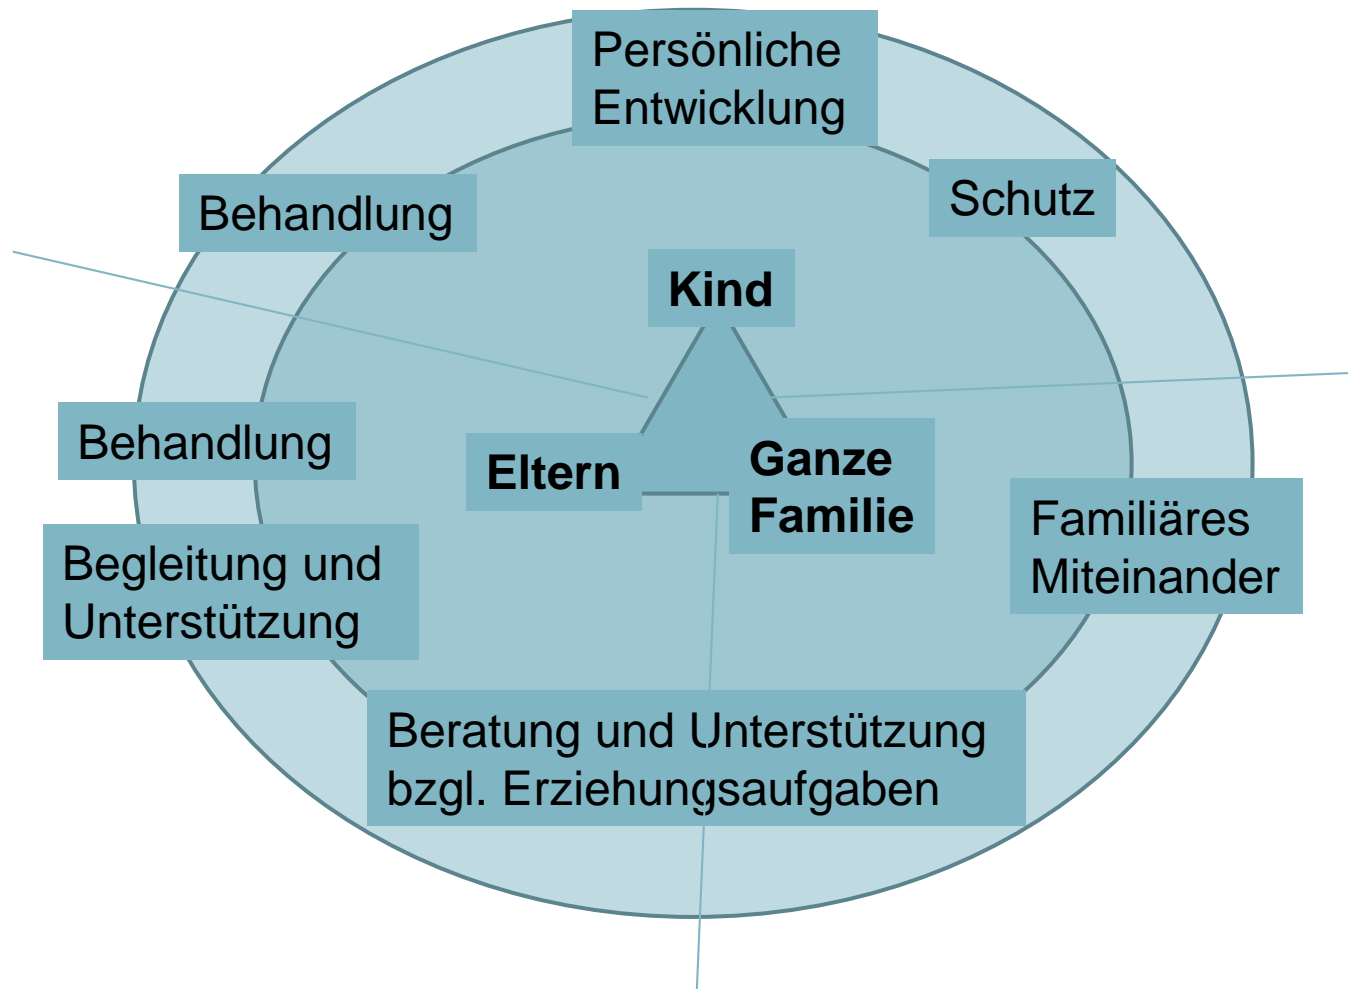 Persönliche
Entwicklung
Behandlung
Schutz
Kind
Behandlung
Eltern
Ganze
Familie
Familiäres
Miteinander
Begleitung und
Unterstützung
Beratung und Unterstützung
bzgl. Erziehungsaufgaben